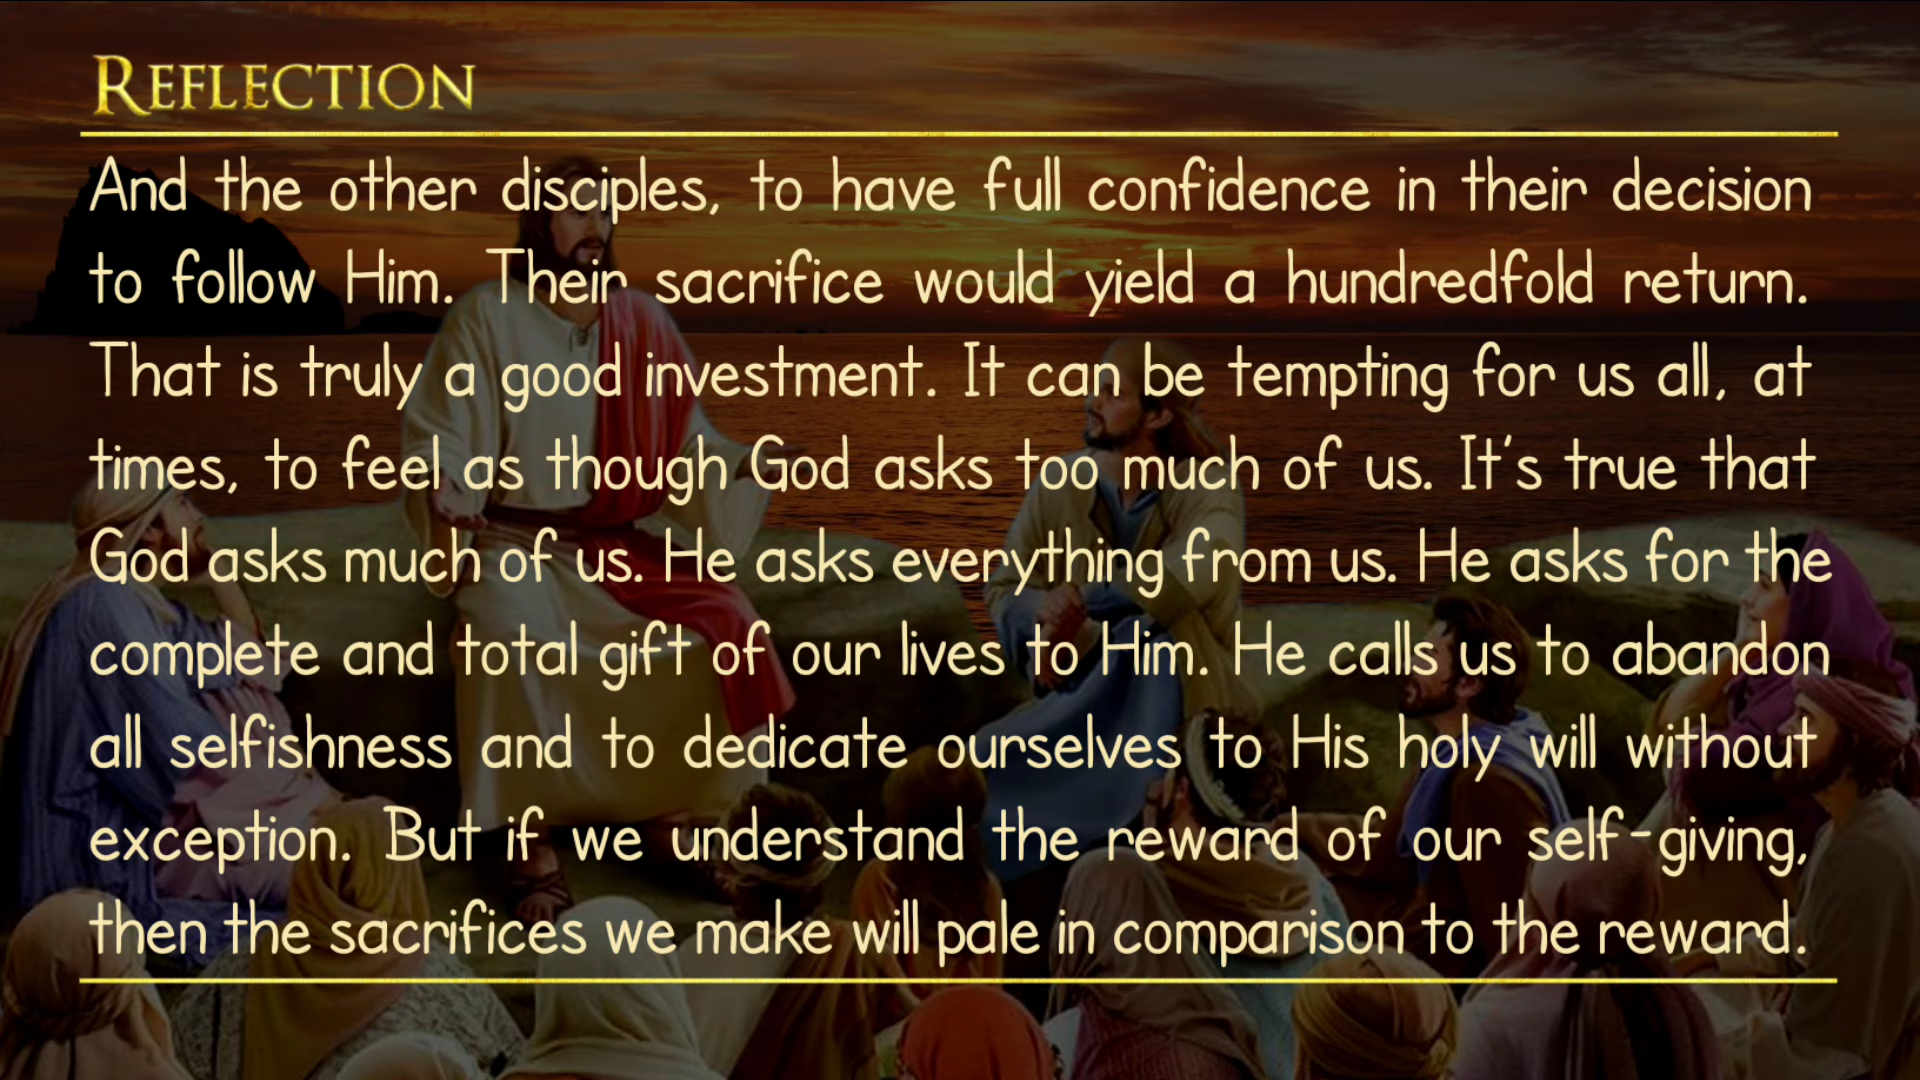 REFLECTION
And the other disciples, to have full confidence in their decision
to follow Him. Their sacrifice would yield a hundredfold return.
That is truly a good investment. It can be tempting for us all, at
times, to feel as though God asks too much of us. It's true that
God asks much of us. He asks everything from us. He asks for the
complete and total gift of our lives to Him. He calls us to abandon
all selfishness and to dedicate ourselves to His holy will without
exception. But if we understand the reward of our self-giving,
then the sacrifices we make will pale in comparison to the reward.